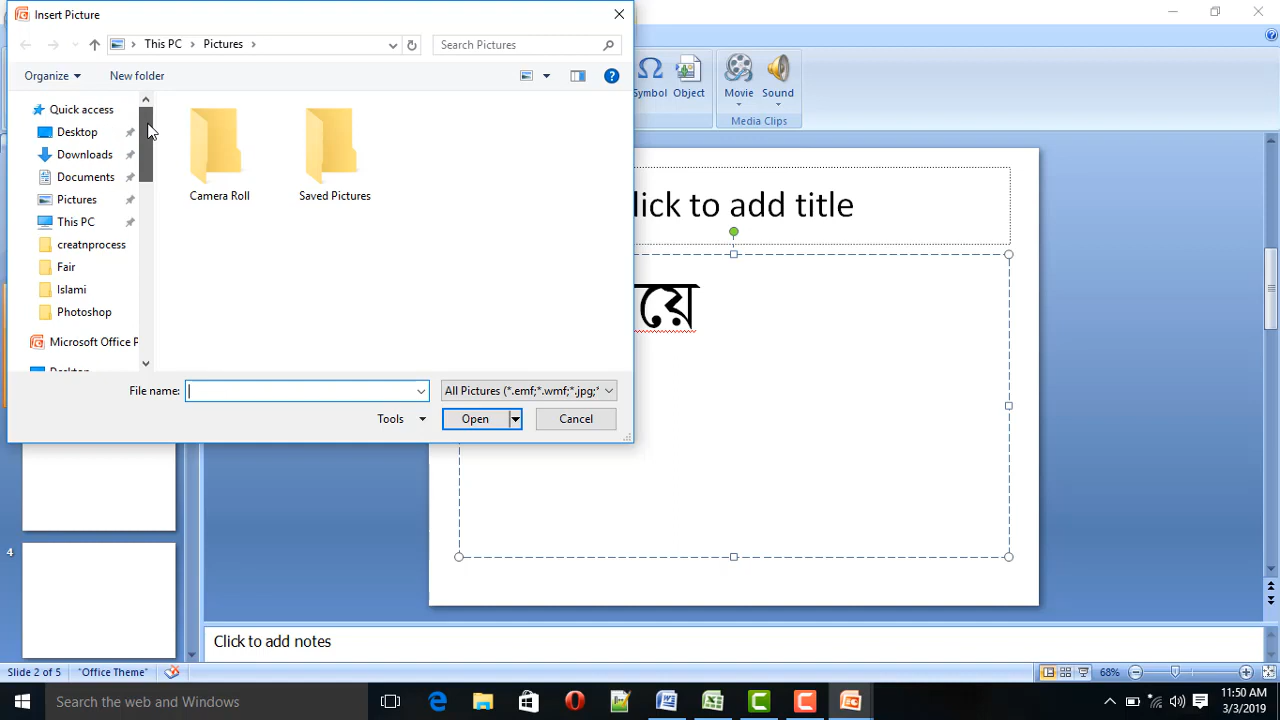 Insert Picture
This PC
Pictures
Search Pictures
Organize
New folder
Quick access
Desktop
Downloads
Documents
Pictures
This PC
creatnprocess
Fair
Islami
Photoshop
Microsoft Office P
Camera Roll
Saved Pictures
File name:
All Pictures (*.emf;*.wmf;*.jpg;*
Tools
Open
Cancel
Symbol
Object
Movie
Sound
Media Clips
lick to add title
য়ে
4
Click to add notes
Slide 2 of 5
"Office Theme"
68%
Search the web and Windows
11:50 AM
3/3/2019